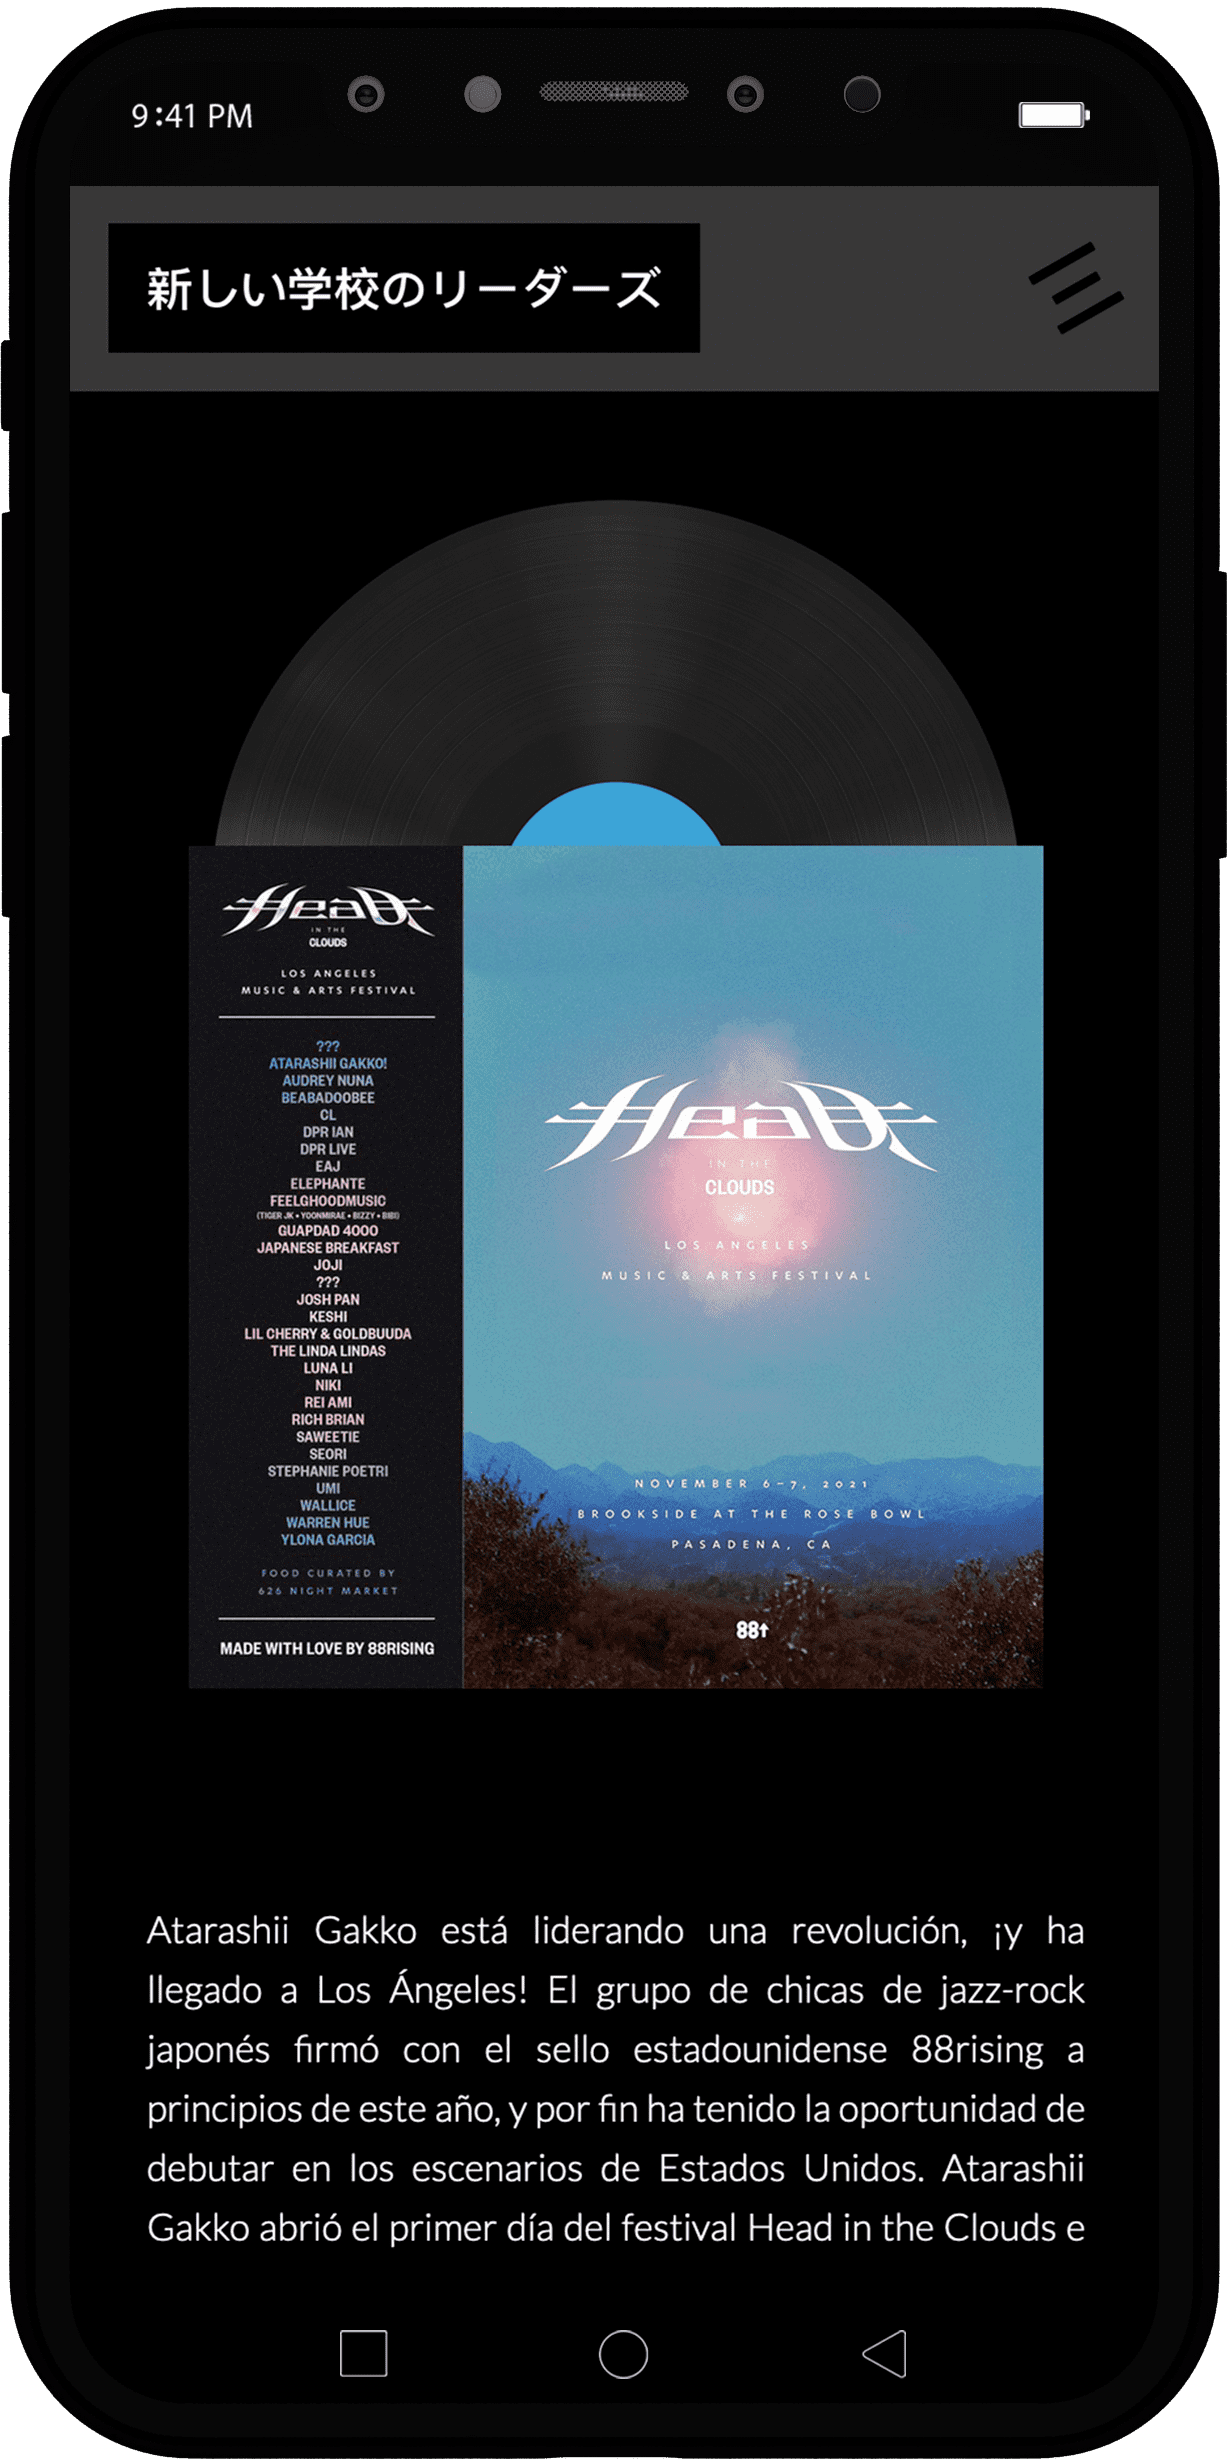 9:41 PM
新しい学校のリーダーズ
Head
IN THE
CLOUDS
LOS ANGELES
MUSIC & ARTS FESTIVAL
???
ATARASHII GAKKO!
AUDREY NUNA
BEABADOOBEE
CL
DPR IAN
DPR LIVE
EAJ
ELEPHANTE
FEELGHOODMUSIC
(TIGER JK • YOONMIRAE • BIZZY • BIBI)
GUAPDAD 4000
JAPANESE BREAKFAST
JOJI
???
JOSH PAN
KESHI
LIL CHERRY & GOLDBUUDA
THE LINDA LINDAS
LUNA LI
NIKI
REI AMI
RICH BRIAN
SAWEETIE
SEORI
STEPHANIE POETRI
UMI
WALLICE
WARREN HUE
YLONA GARCIA
FOOD CURATED BY
626 NIGHT MARKET
MADE WITH LOVE BY 88RISING
Head
IN THE
CLOUDS
LOS ANGELES
MUSIC & ARTS FESTIVAL
NOVEMBER 6–7, 2021
BROOKSIDE AT THE ROSE BOWL
PASADENA, CA
88↑
Atarashii Gakko está liderando una revolución, ¡y ha
llegado a Los Ángeles! El grupo de chicas de jazz-rock
japonés firmó con el sello estadounidense 88rising a
principios de este año, y por fin ha tenido la oportunidad de
debutar en los escenarios de Estados Unidos. Atarashii
Gakko abrió el primer día del festival Head in the Clouds e